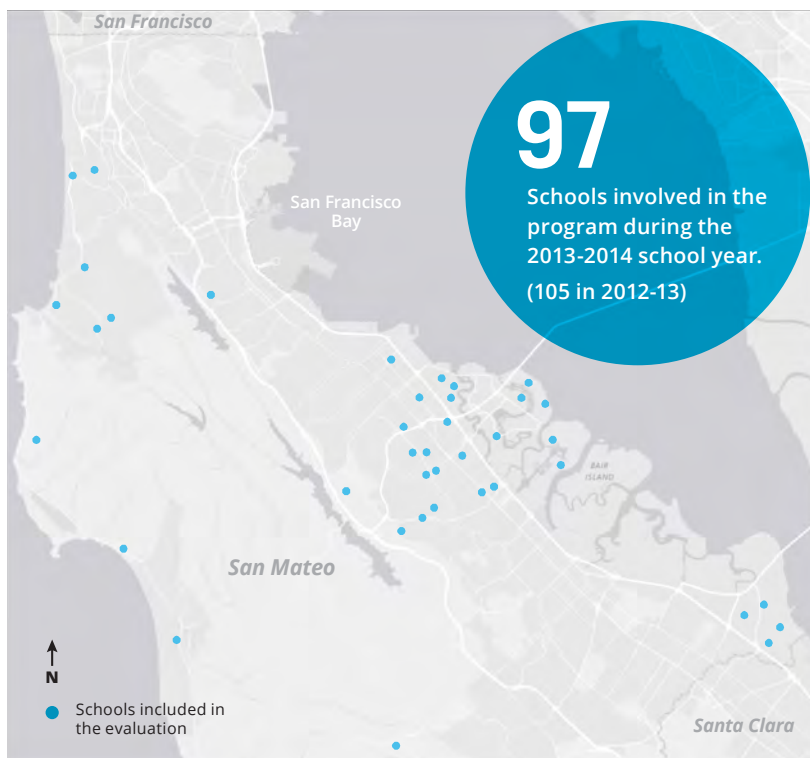 San Francisco
97
Schools involved in the
program during the
2013-2014 school year.
(105 in 2012-13)
San Francisco
Bay
BAIR
ISLAND
San Mateo
N
Schools included in
the evaluation
Santa Clara